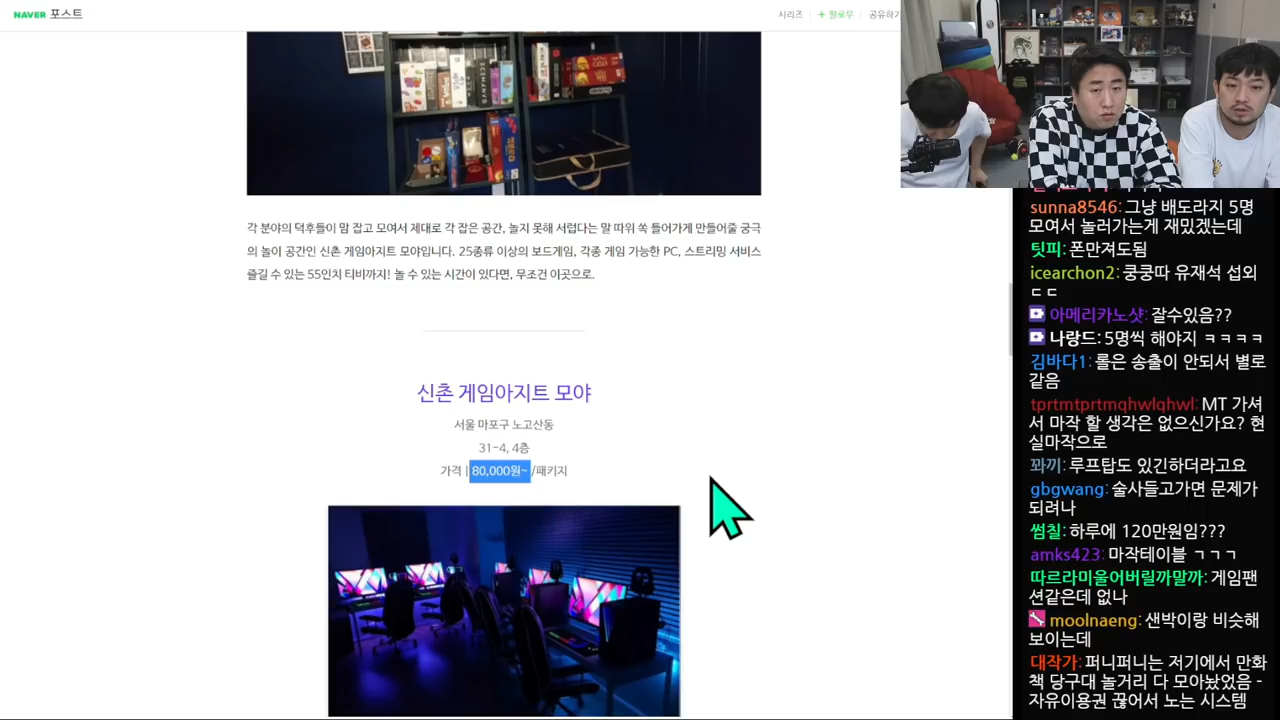 NAVER 포스트
시리즈
+ 팔로우
공유하기
각 분야의 덕후들이 맘 잡고 모여서 제대로 각 잡은 공간, 놀지 못해 서럽다는 말 따위 쏙 들어가게 만들어줄 궁극
의 놀이 공간인 신촌 게임아지트 모야입니다. 25종류 이상의 보드게임, 각종 게임 가능한 PC, 스트리밍 서비스
즐길 수 있는 55인치 티비까지! 놀 수 있는 시간이 있다면, 무조건 이곳으로.
신촌 게임아지트 모야
서울 마포구 노고산동
31-4, 4층
가격 | 80,000원~ /패키지
sunna8546: 그냥 배도라지 5명
모여서 놀러가는게 재밌겠는데
팃피: 폰만져도됨
icearchon2: 쿵쿵따 유재석 섭외
ㄷㄷ
아메리카노샷: 잘수있음??
나랑드: 5명씩 해야지 ㅋㅋㅋㅋ
김바다1: 롤은 송출이 안되서 별로
같음
tprtmtprtmqhwlqhwl: MT 가셔
서 마작 할 생각은 없으신가요? 현
실마작으로
꽈끼: 루프탑도 있긴하더라고요
gbgwang: 술사들고가면 문제가
되려나
썸칠: 하루에 120만원임???
amks423: 마작테이블 ㄱㄱㄱ
따르라미울어버릴까말까: 게임팬
션같은데 없나
moolnaeng: 샌박이랑 비슷해
보이는데
대작가: 퍼니퍼니는 저기에서 만화
책 당구대 놀거리 다 모아놨었음 -
자유이용권 끊어서 노는 시스템